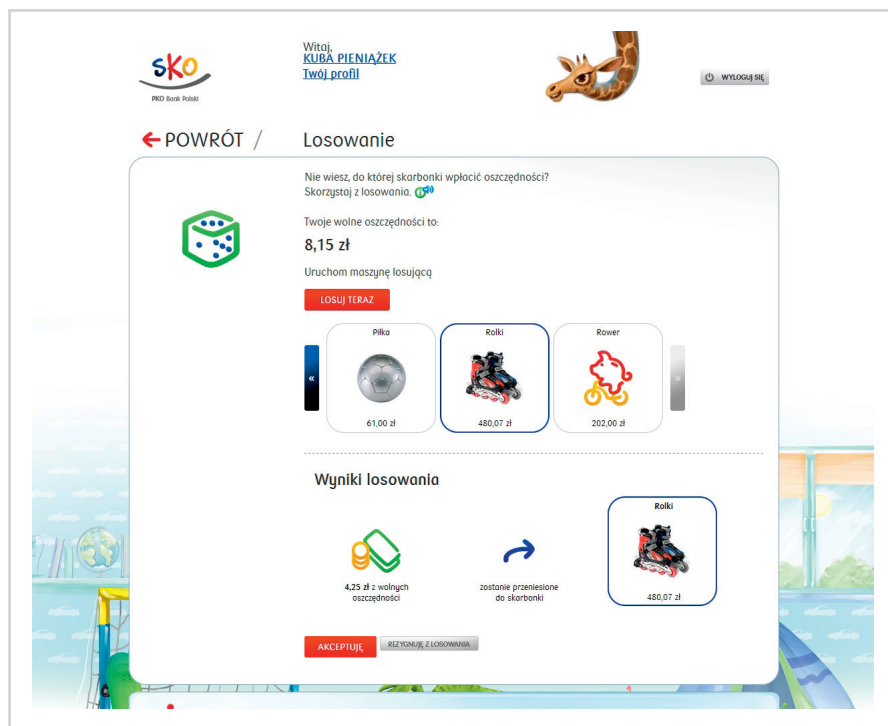 sko
PKO Bank Polski
Witaj,
KUBA PIENIĄŻEK
Twój profil
WYLOGUJ SIĘ
POWRÓT / Losowanie
Nie wiesz, do której skarbonki wpłacić oszczędności?
Skorzystaj z losowania.
Twoje wolne oszczędności to:
8,15 zł
Uruchom maszynę losującą
LOSUJ TERAZ
Piłka
Rolki
Rower
«
»
61,00 zł
480,07 zł
202,00 zł
Wyniki losowania
Rolki
4,25 zł z wolnych
oszczędności
zostanie przeniesione
do skarbonki
480,07 zł
AKCEPTUJĘ
REZYGNUJĘ Z LOSOWANIA